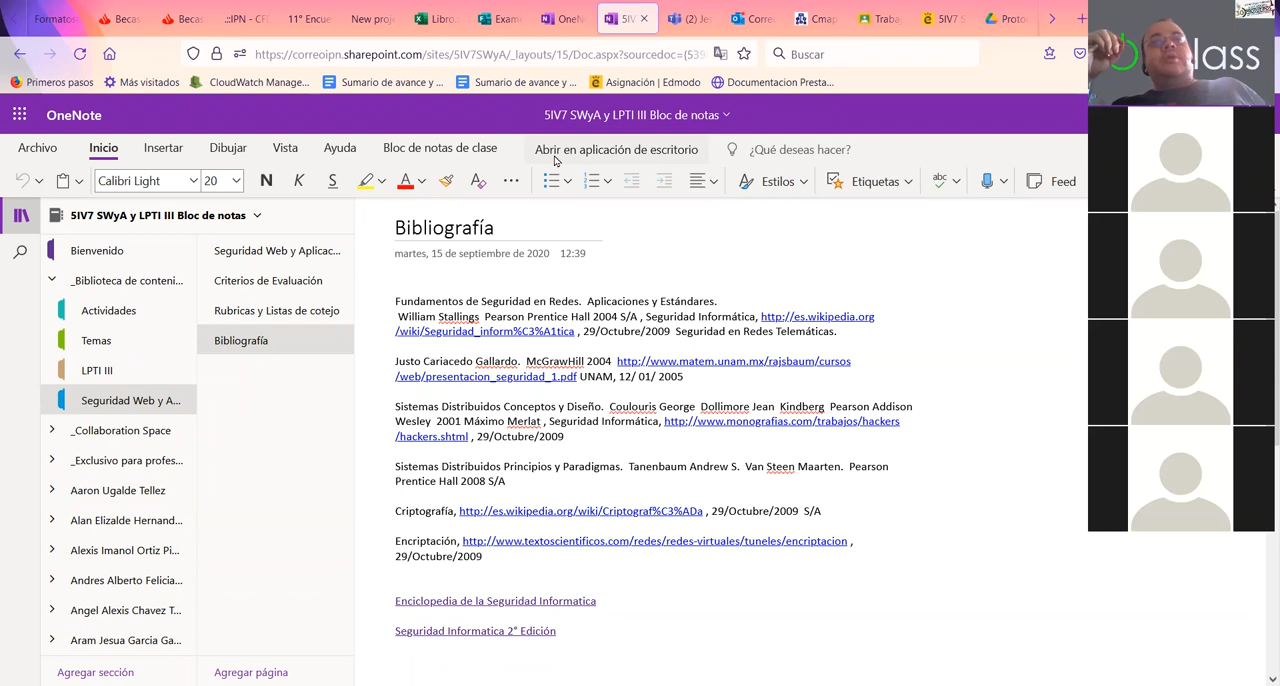 Formatos
Becas
Becas
.::IPN - CF
11° Encue
New proj
Libro.
Exame
OneNo
5IV
(2) Je
Corre
Cmap
Traba
5IV7 S
Proto
https://correoipn.sharepoint.com/sites/5IV7SWyA/_layouts/15/Doc.aspx?sourcedoc={539
Buscar
Primeros pasos
Más visitados
CloudWatch Manage...
Sumario de avance y ...
Sumario de avance y ...
Asignación | Edmodo
Documentacion Presta...
class
OneNote
5IV7 SWyA y LPTI III Bloc de notas
Archivo
Inicio
Insertar
Dibujar
Vista
Ayuda
Bloc de notas de clase
Abrir en aplicación de escritorio
¿Qué deseas hacer?
Calibri Light
20
N
K
S
A
Estilos
Etiquetas
abc
Feed
5IV7 SWyA y LPTI III Bloc de notas
Bienvenido
_Biblioteca de conteni...
Actividades
Temas
LPTI III
Seguridad Web y A...
_Collaboration Space
_Exclusivo para profes...
Aaron Ugalde Tellez
Alan Elizalde Hernand...
Alexis Imanol Ortiz Pi...
Andres Alberto Felicia...
Angel Alexis Chavez T...
Aram Jesua Garcia Ga...
Agregar sección
Seguridad Web y Aplicac...
Criterios de Evaluación
Rubricas y Listas de cotejo
Bibliografía
Agregar página
Bibliografía
martes, 15 de septiembre de 2020 12:39
Fundamentos de Seguridad en Redes. Aplicaciones y Estándares.
William Stallings Pearson Prentice Hall 2004 S/A , Seguridad Informática, http://es.wikipedia.org
/wiki/Seguridad_inform%C3%A1tica , 29/Octubre/2009 Seguridad en Redes Telemáticas.
Justo Cariacedo Gallardo. McGrawHill 2004 http://www.matem.unam.mx/rajsbaum/cursos
/web/presentacion_seguridad_1.pdf UNAM, 12/ 01/ 2005
Sistemas Distribuidos Conceptos y Diseño. Coulouris George Dollimore Jean Kindberg Pearson Addison
Wesley 2001 Máximo Merlat , Seguridad Informática, http://www.monografias.com/trabajos/hackers
/hackers.shtml , 29/Octubre/2009
Sistemas Distribuidos Principios y Paradigmas. Tanenbaum Andrew S. Van Steen Maarten. Pearson
Prentice Hall 2008 S/A
Criptografía, http://es.wikipedia.org/wiki/Criptograf%C3%ADa , 29/Octubre/2009 S/A
Encriptación, http://www.textoscientificos.com/redes/redes-virtuales/tuneles/encriptacion ,
29/Octubre/2009
Enciclopedia de la Seguridad Informatica
Seguridad Informatica 2° Edición